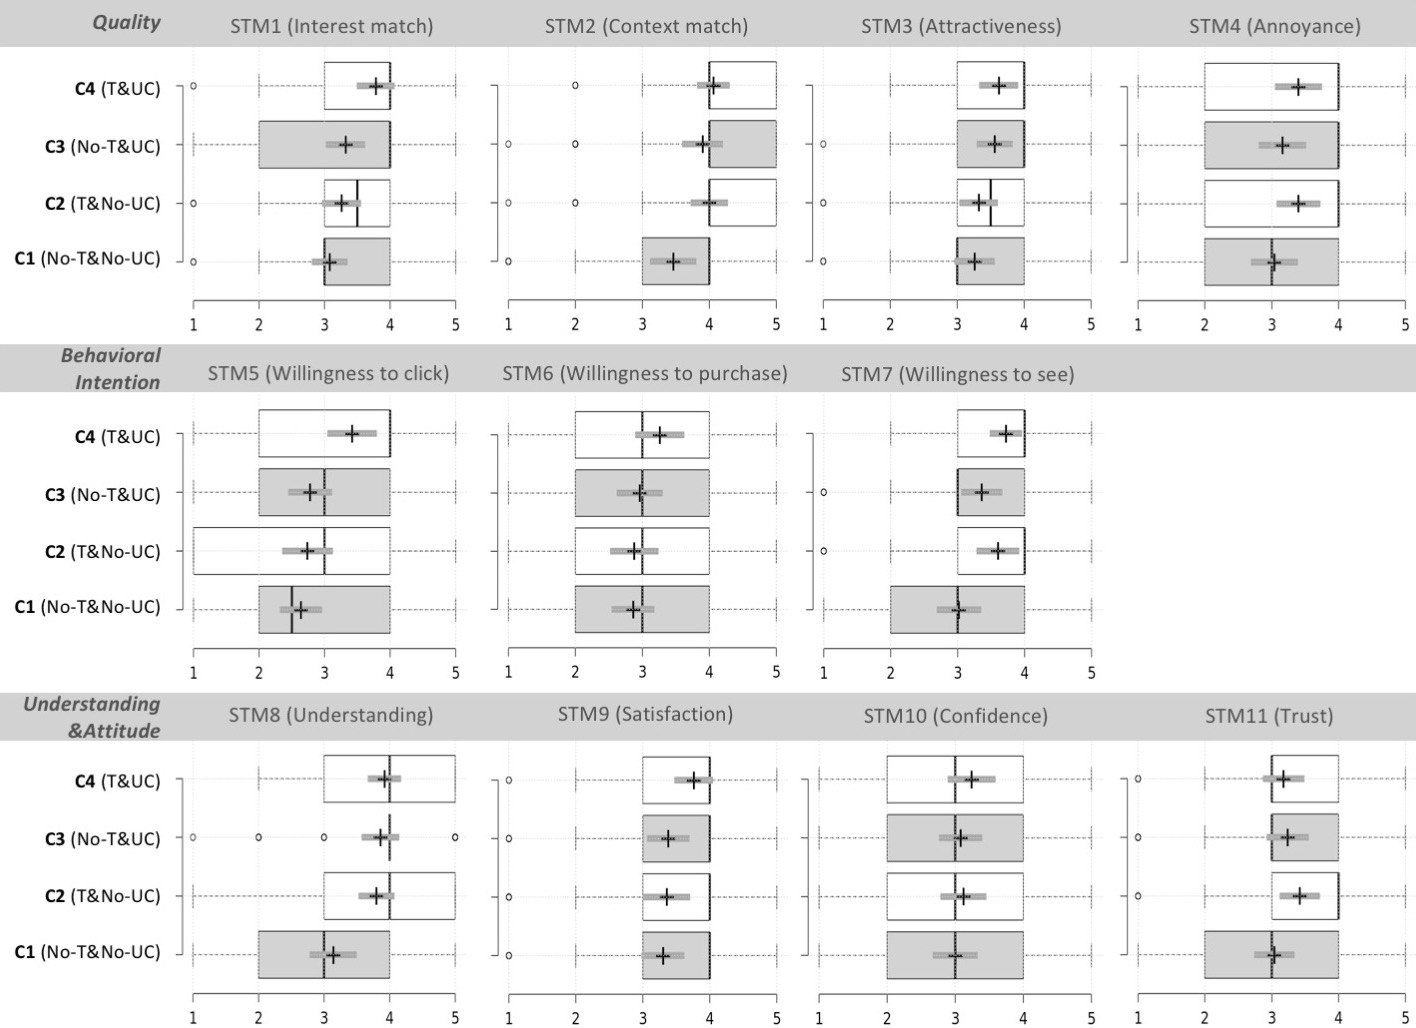 Quality STM1 (Interest match) STM2 (Context match) STM3 (Attractiveness) STM4 (Annoyance)
C4 (T&UC)
C3 (No-T&UC)
C2 (T&No-UC)
C1 (No-T&No-UC)
1 2 3 4 5 1 2 3 4 5 1 2 3 4 5 1 2 3 4 5
Behavioral
Intention STM5 (Willingness to click) STM6 (Willingness to purchase) STM7 (Willingness to see)
C4 (T&UC)
C3 (No-T&UC)
C2 (T&No-UC)
C1 (No-T&No-UC)
1 2 3 4 5 1 2 3 4 5 1 2 3 4 5
Understanding
&Attitude STM8 (Understanding) STM9 (Satisfaction) STM10 (Confidence) STM11 (Trust)
C4 (T&UC)
C3 (No-T&UC)
C2 (T&No-UC)
C1 (No-T&No-UC)
1 2 3 4 5 1 2 3 4 5 1 2 3 4 5 1 2 3 4 5